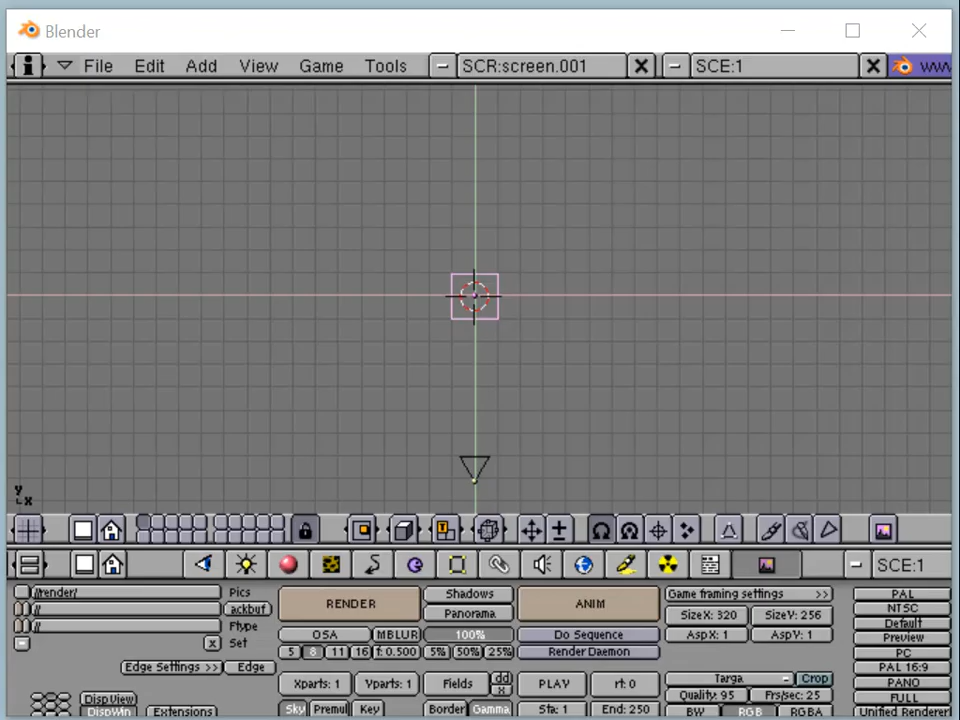 Blender
File Edit Add View Game Tools SCR:screen.001 SCE:1
y
x
SCE:1
//render/ Pics RENDER Shadows ANIM Game framing settings >> PAL
// ackbuf Panorama SizeX: 320 SizeY: 256 NTSC
// Ftype OSA MBLUR 100% Do Sequence AspX: 1 AspY: 1 Default
Set 5 8 11 16 f: 0.500 5% 50% 25% Render Daemon Preview
PC
Edge Settings >> Edge PAL 16:9
Xparts: 1 Yparts: 1 Fields dd PLAY rt: 0 Targa - Crop PANO
x Quality: 95 Frs/sec: 25 FULL
DispView Sky Premul Key Border Gamma Sta: 1 End: 250 BW RGB RGBA Unified Renderer
DispWin Extensions